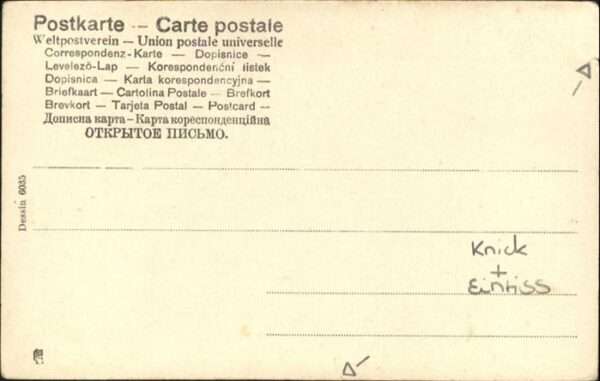 Postkarte — Carte postale
Weltpostverein — Union postale universelle
Correspondenz-Karte — Dopisnice —
Levelező-Lap — Korespondenční lístek
Dopisnica — Karta korespondencyjna —
Briefkaart — Cartolina Postale — Brefkort
Brevkort — Tarjeta Postal — Postcard —
Дописна карта — Карта кореспонденційна
ОТКРЫТОЕ ПИСЬМО.
Dessin 6035
Knick
+
Einriss